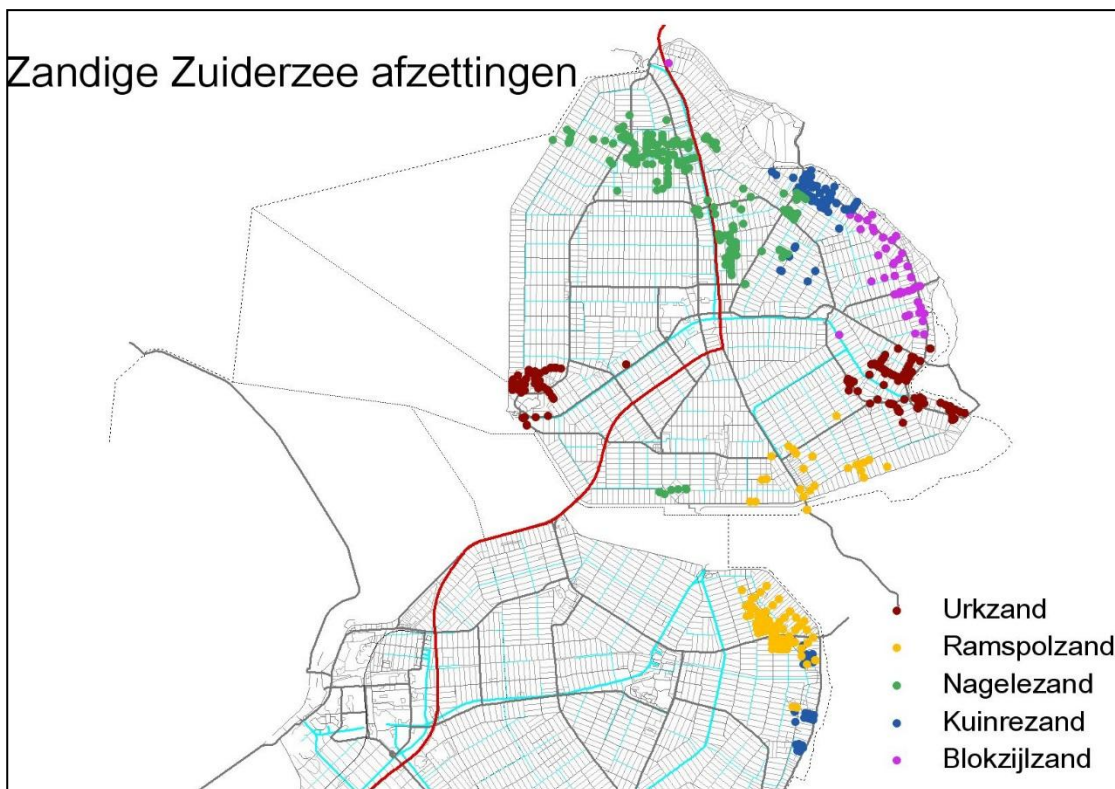 Zandige Zuiderzee afzettingen
Urkzand
Ramspolzand
Nagelezand
Kuinrezand
Blokzijlzand